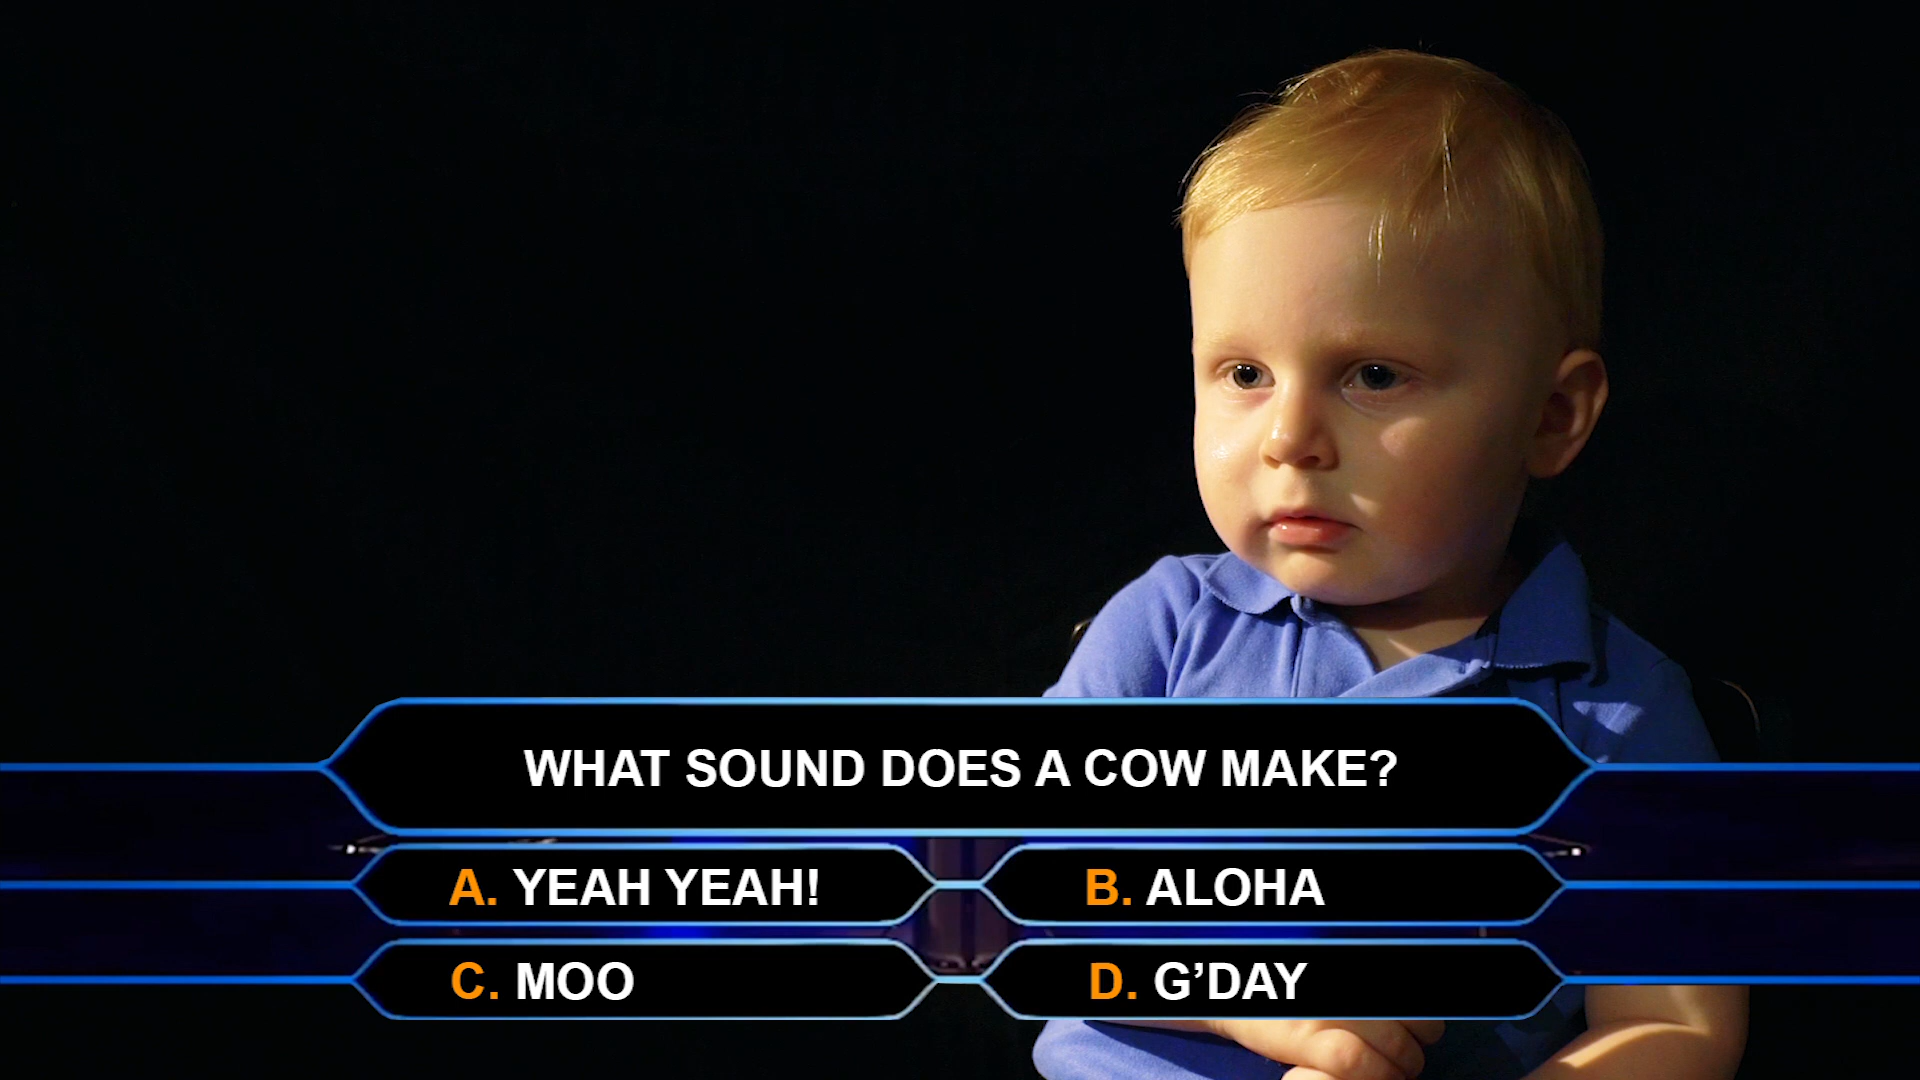 WHAT SOUND DOES A COW MAKE?
A. YEAH YEAH!
B. ALOHA
C. MOO
D. G’DAY